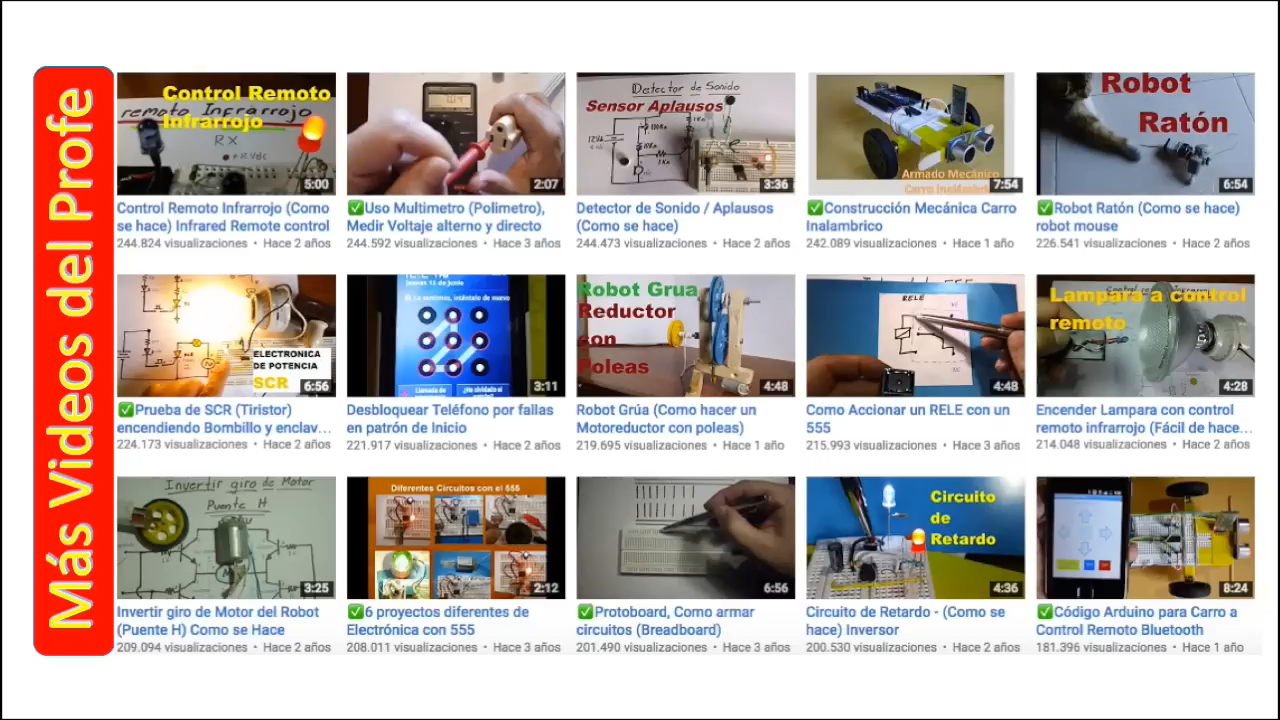 Más Videos del Profe
Control Remoto
Infrarrojo
remoto Infrarrojo
RX
5:00
Control Remoto Infrarrojo (Como
se hace) Infrared Remote control
244.824 visualizaciones • Hace 2 años
2:07
✅Uso Multimetro (Polimetro),
Medir Voltaje alterno y directo
244.592 visualizaciones • Hace 3 años
Detector de Sonido
Sensor Aplausos
3:36
Detector de Sonido / Aplausos
(Como se hace)
244.473 visualizaciones • Hace 2 años
Armado Mecánico
Carro Inalámbrico
7:54
✅Construcción Mecánica Carro
Inalambrico
242.089 visualizaciones • Hace 1 año
Robot
Ratón
6:54
✅Robot Ratón (Como se hace)
robot mouse
226.541 visualizaciones • Hace 2 años
ELECTRONICA
DE POTENCIA
SCR
6:56
✅Prueba de SCR (Tiristor)
encendiendo Bombillo y enclav...
224.173 visualizaciones • Hace 2 años
3:11
Desbloquear Teléfono por fallas
en patrón de Inicio
221.917 visualizaciones • Hace 2 años
Robot Grua
Reductor
con
Poleas
4:48
Robot Grúa (Como hacer un
Motoreductor con poleas)
219.695 visualizaciones • Hace 1 año
RELE
4:48
Como Accionar un RELE con un
555
215.993 visualizaciones • Hace 3 años
Lampara a control
remoto
4:28
Encender Lampara con control
remoto infrarrojo (Fácil de hace...
214.048 visualizaciones • Hace 2 años
Invertir giro de Motor
Puente H
3:25
Invertir giro de Motor del Robot
(Puente H) Como se Hace
209.094 visualizaciones • Hace 2 años
Diferentes Circuitos con el 555
2:12
✅6 proyectos diferentes de
Electrónica con 555
208.011 visualizaciones • Hace 3 años
6:56
✅Protoboard, Como armar
circuitos (Breadboard)
201.490 visualizaciones • Hace 3 años
Circuito
de
Retardo
4:36
Circuito de Retardo - (Como se
hace) Inversor
200.530 visualizaciones • Hace 2 años
8:24
✅Código Arduino para Carro a
Control Remoto Bluetooth
181.396 visualizaciones • Hace 1 año